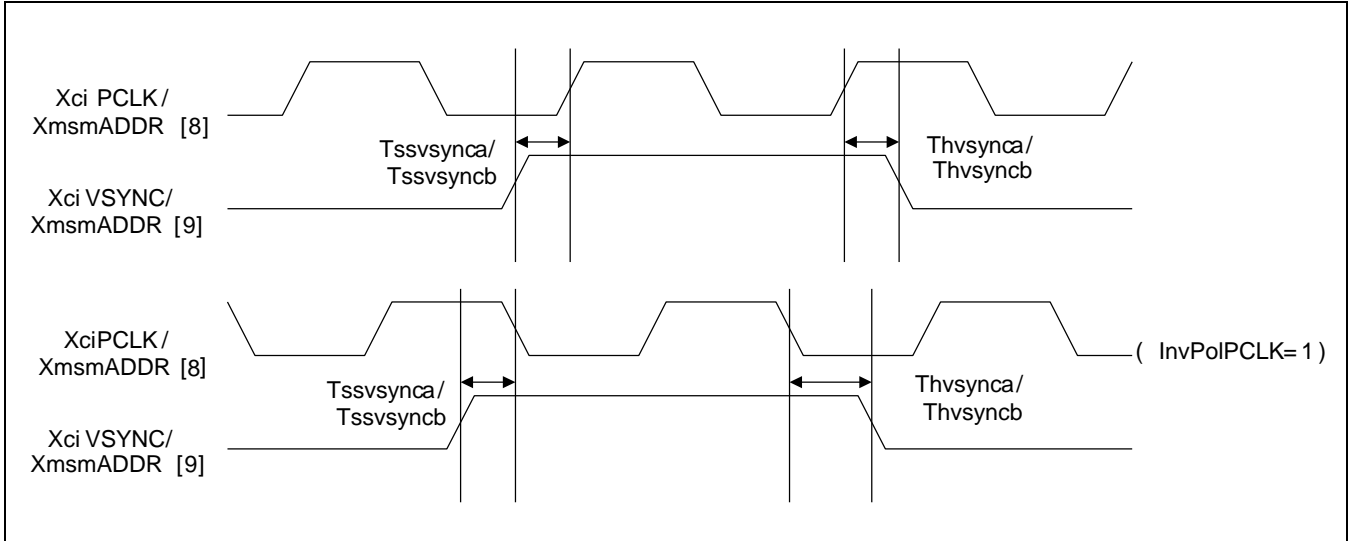 Xci PCLK/
XmsmADDR [8]
Tssvsynca/
Tssvsyncb
Thvsynca/
Thvsyncb
Xci VSYNC/
XmsmADDR [9]
XciPCLK/
XmsmADDR [8]
( InvPolPCLK=1)
Tssvsynca/
Tssvsyncb
Thvsynca/
Thvsyncb
Xci VSYNC/
XmsmADDR [9]